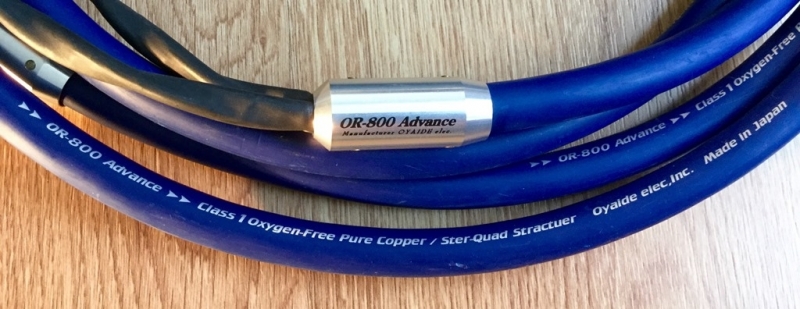 OR-800 Advance
Manufacturer OYAIDE elec.
OR-800 Advance Class 1 Oxygen-Free
OR-800 Advance Class 1 Oxygen-Free Pure Copper / Ster-Quad Stractuer Oyaide elec,Inc. Made in Japan